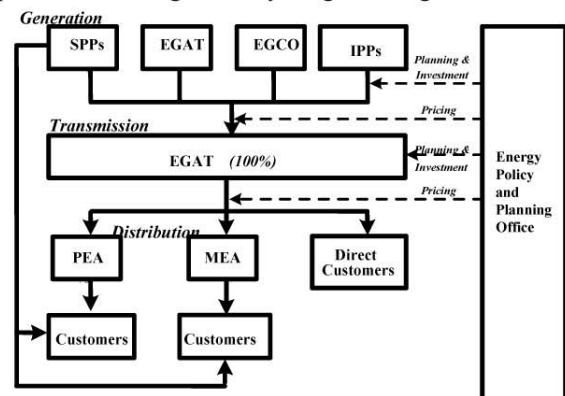 Generation
SPPs
EGAT
EGCO
IPPs
Planning &
Investment
Pricing
Transmission
EGAT (100%)
Planning &
Investment
Pricing
Energy
Policy
and
Planning
Office
Distribution
PEA
MEA
Direct
Customers
Customers
Customers